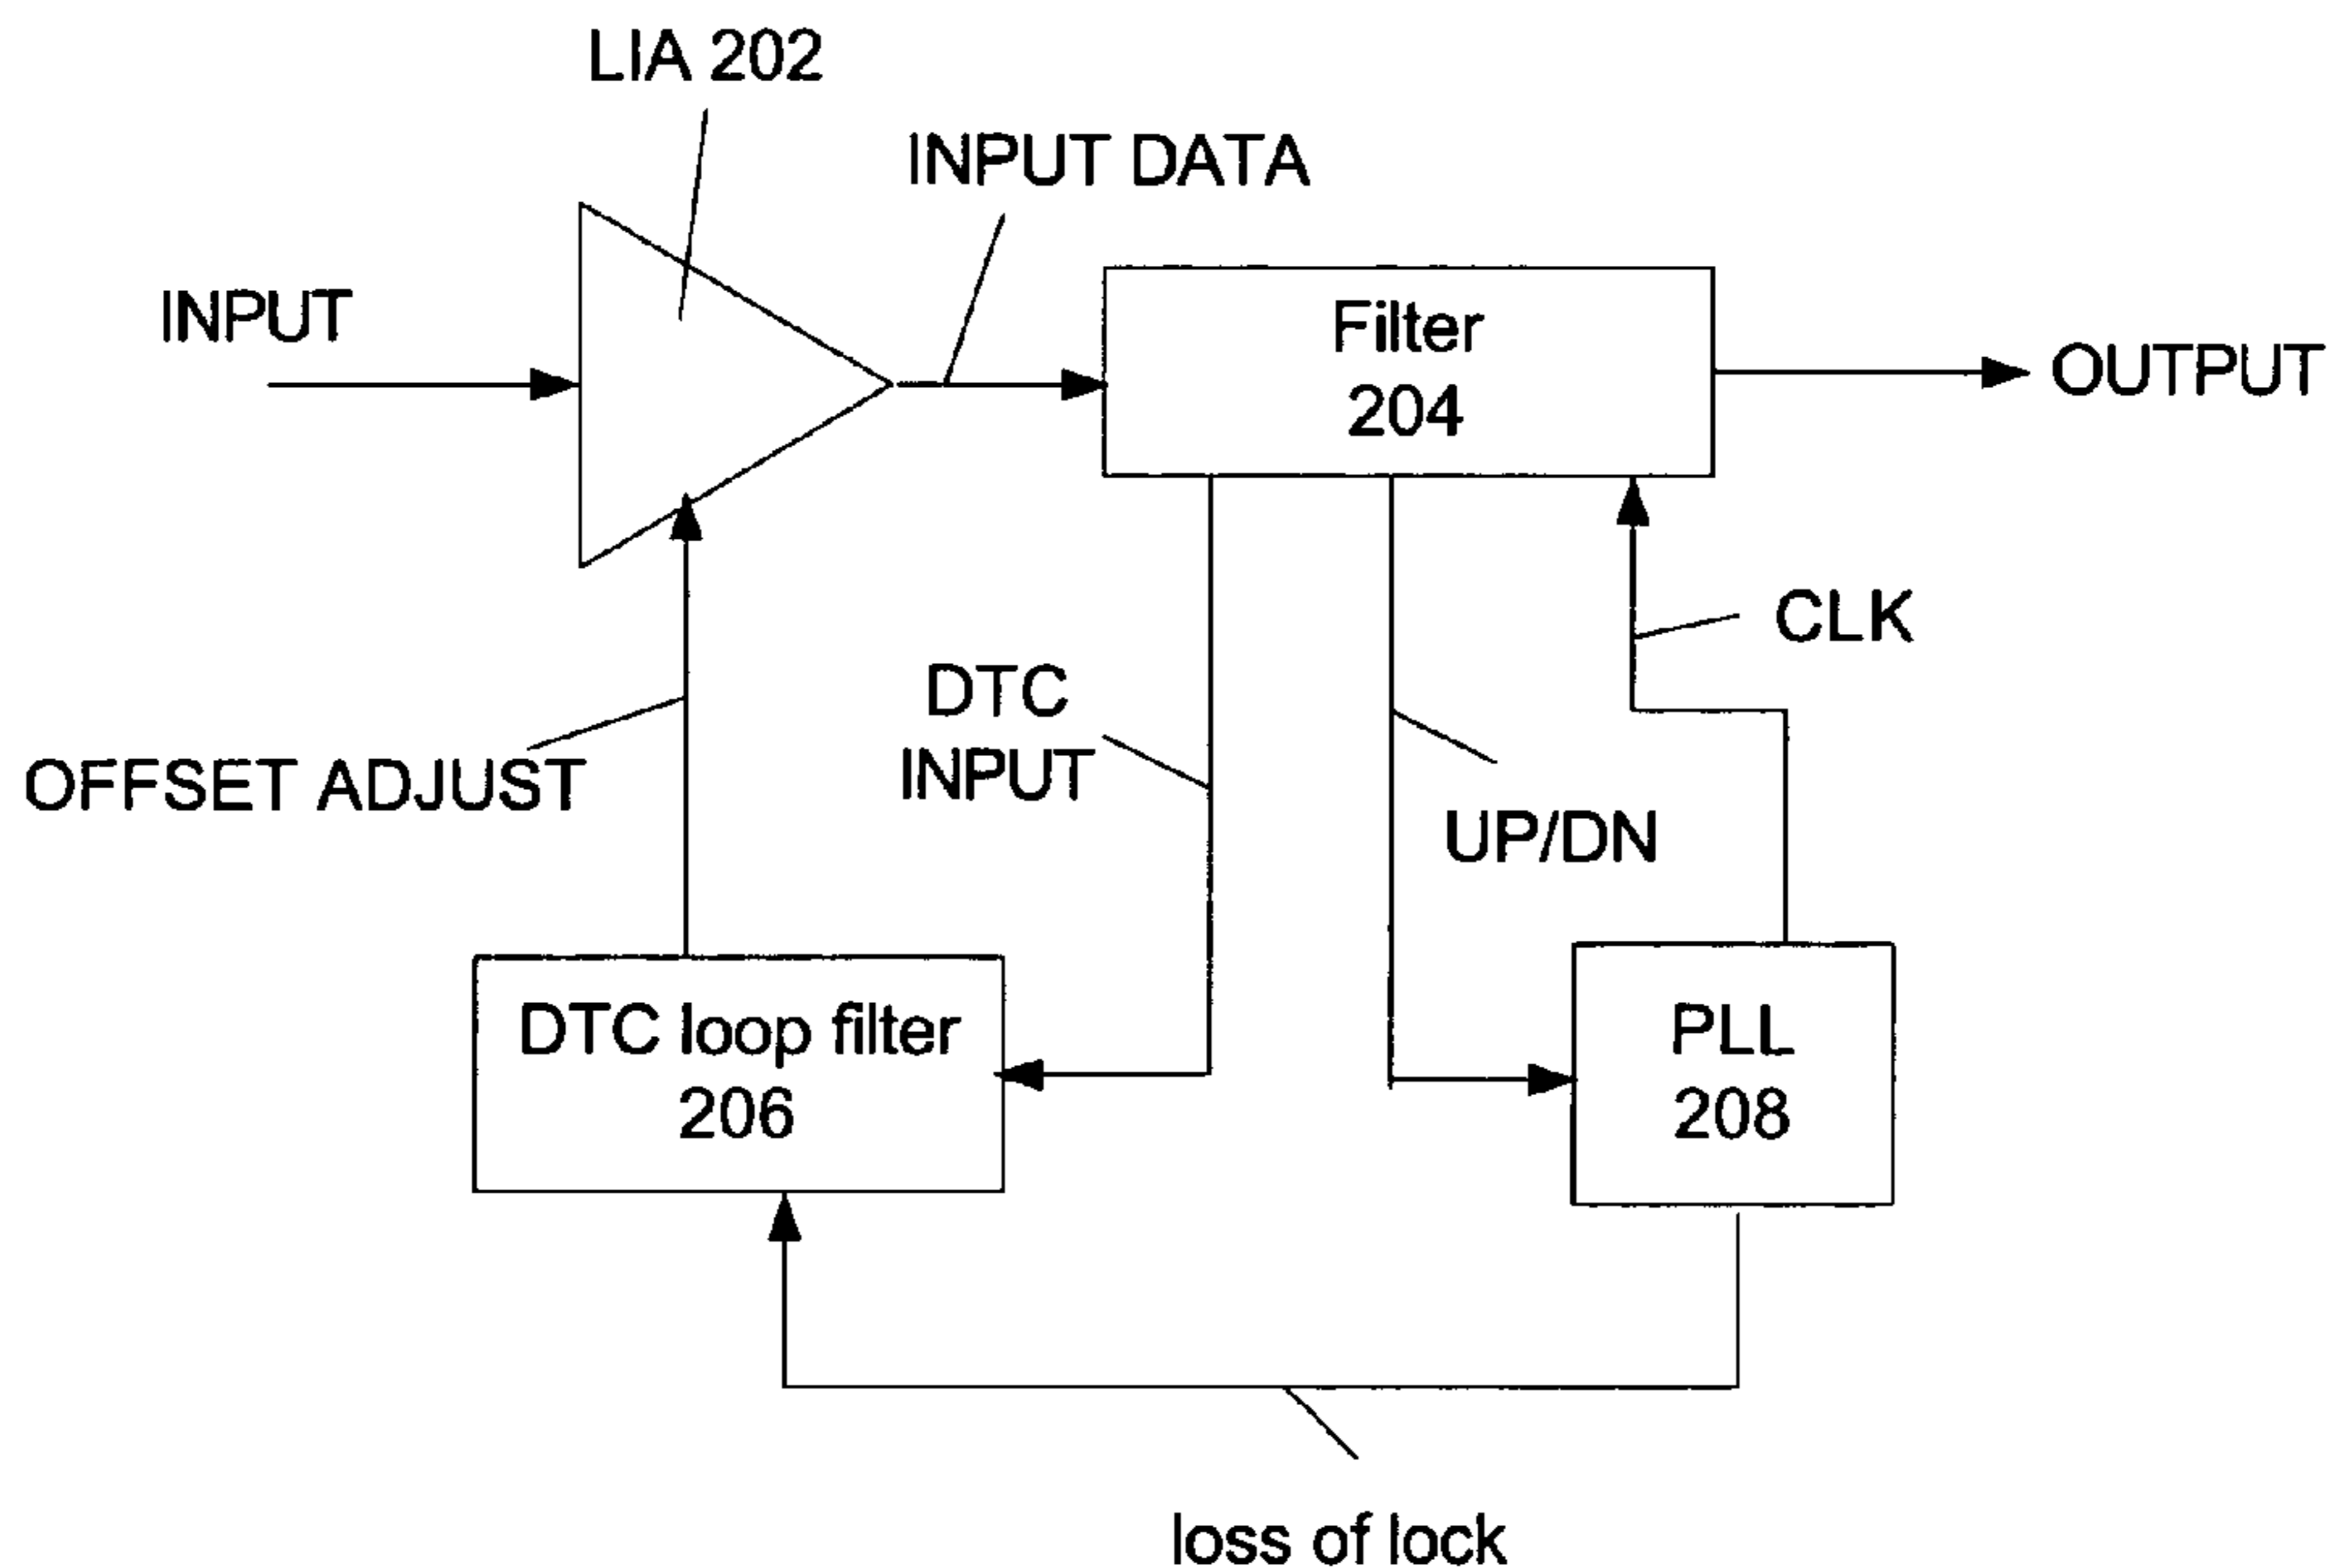 LIA 202
INPUT DATA
INPUT
Filter
204
OUTPUT
CLK
DTC
INPUT
OFFSET ADJUST
UP/DN
DTC loop filter
206
PLL
208
loss of lock